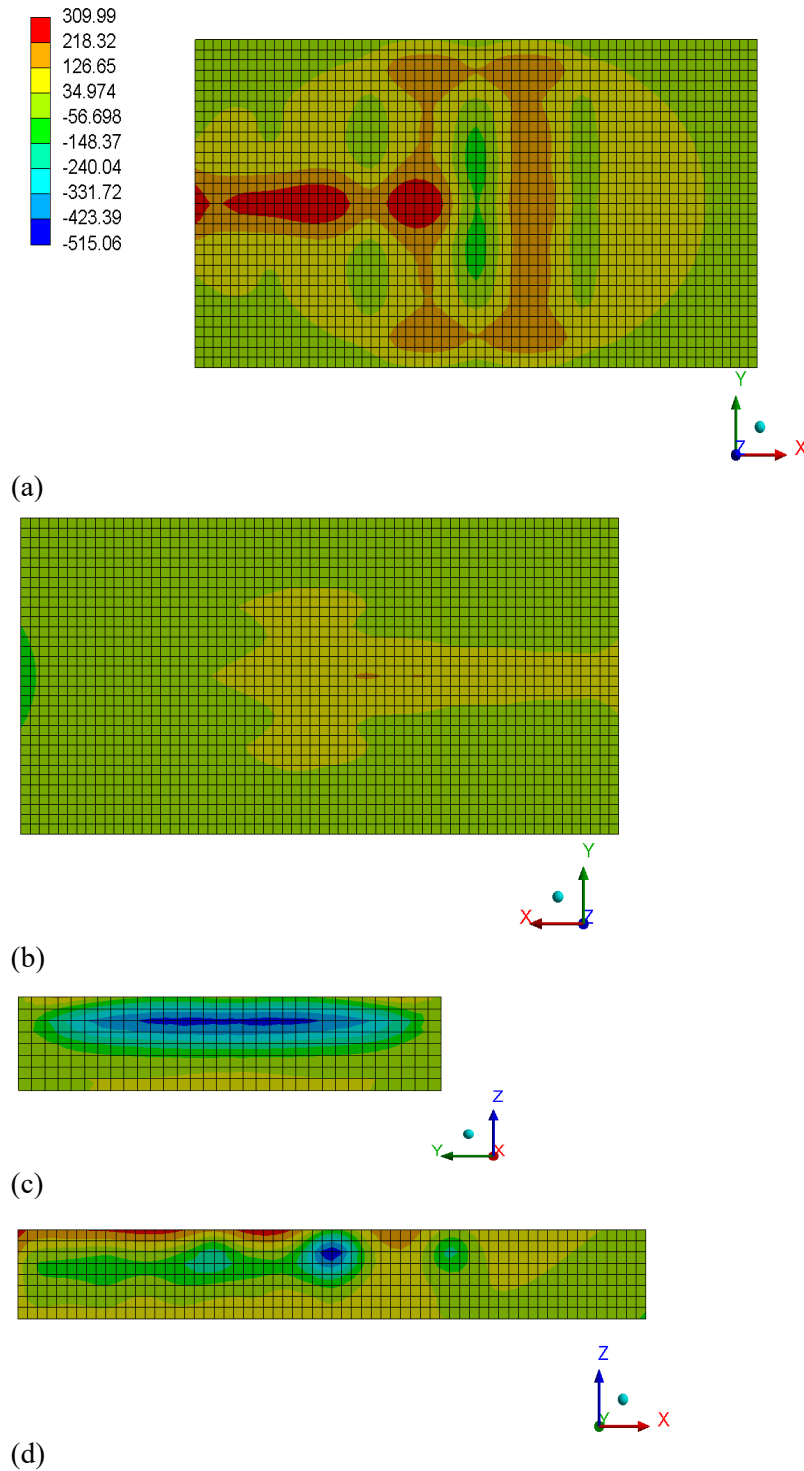 309.99
218.32
126.65
34.974
-56.698
-148.37
-240.04
-331.72
-423.39
-515.06
Y
Z
X
(a)
Y
X
Z
(b)
Z
Y
X
(c)
Z
Y
X
(d)